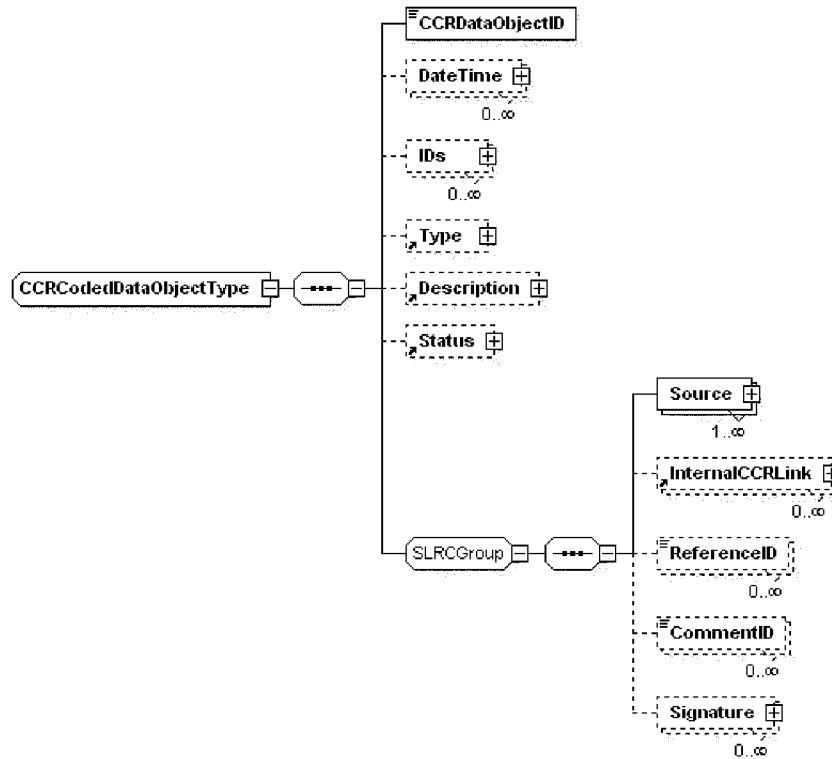 CCRDataObjectID
DateTime
0..∞
IDs
0..∞
Type
CCRCodedDataObjectType
Description
Status
Source
1..∞
InternalCCRLink
0..∞
SLRCGroup
ReferenceID
0..∞
CommentID
0..∞
Signature
0..∞